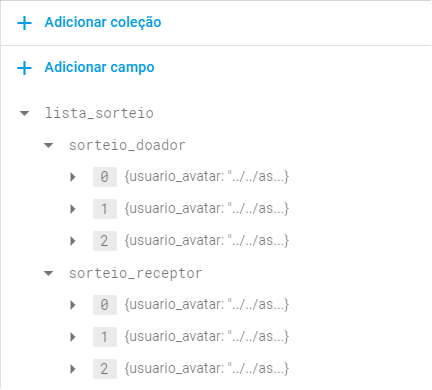 Adicionar coleção
Adicionar campo
lista_sorteio
sorteio_doador
0 {usuario_avatar: "../../as...}
1 {usuario_avatar: "../../as...}
2 {usuario_avatar: "../../as...}
sorteio_receptor
0 {usuario_avatar: "../../as...}
1 {usuario_avatar: "../../as...}
2 {usuario_avatar: "../../as...}